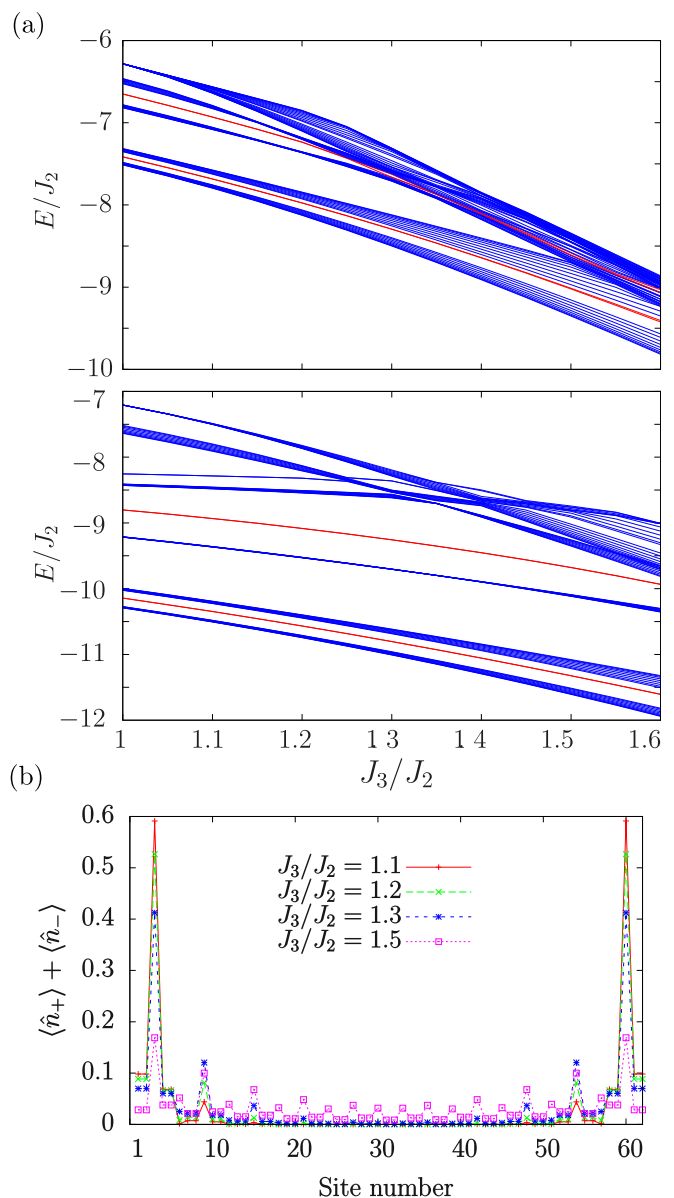 (a)
−6
−7
−8
−9
−10
E/J₂
−7
−8
−9
−10
−11
−12
E/J₂
1 1.1 1.2 1 3 1 4 1.5 1.6
J₃/J₂
(b)
0.6
0.5
0.4
0.3
0.2
0.1
0
⟨n̂₊⟩ + ⟨n̂₋⟩
J₃/J₂ = 1.1
J₃/J₂ = 1.2
J₃/J₂ = 1.3
J₃/J₂ = 1.5
1 10 20 30 40 50 60
Site number